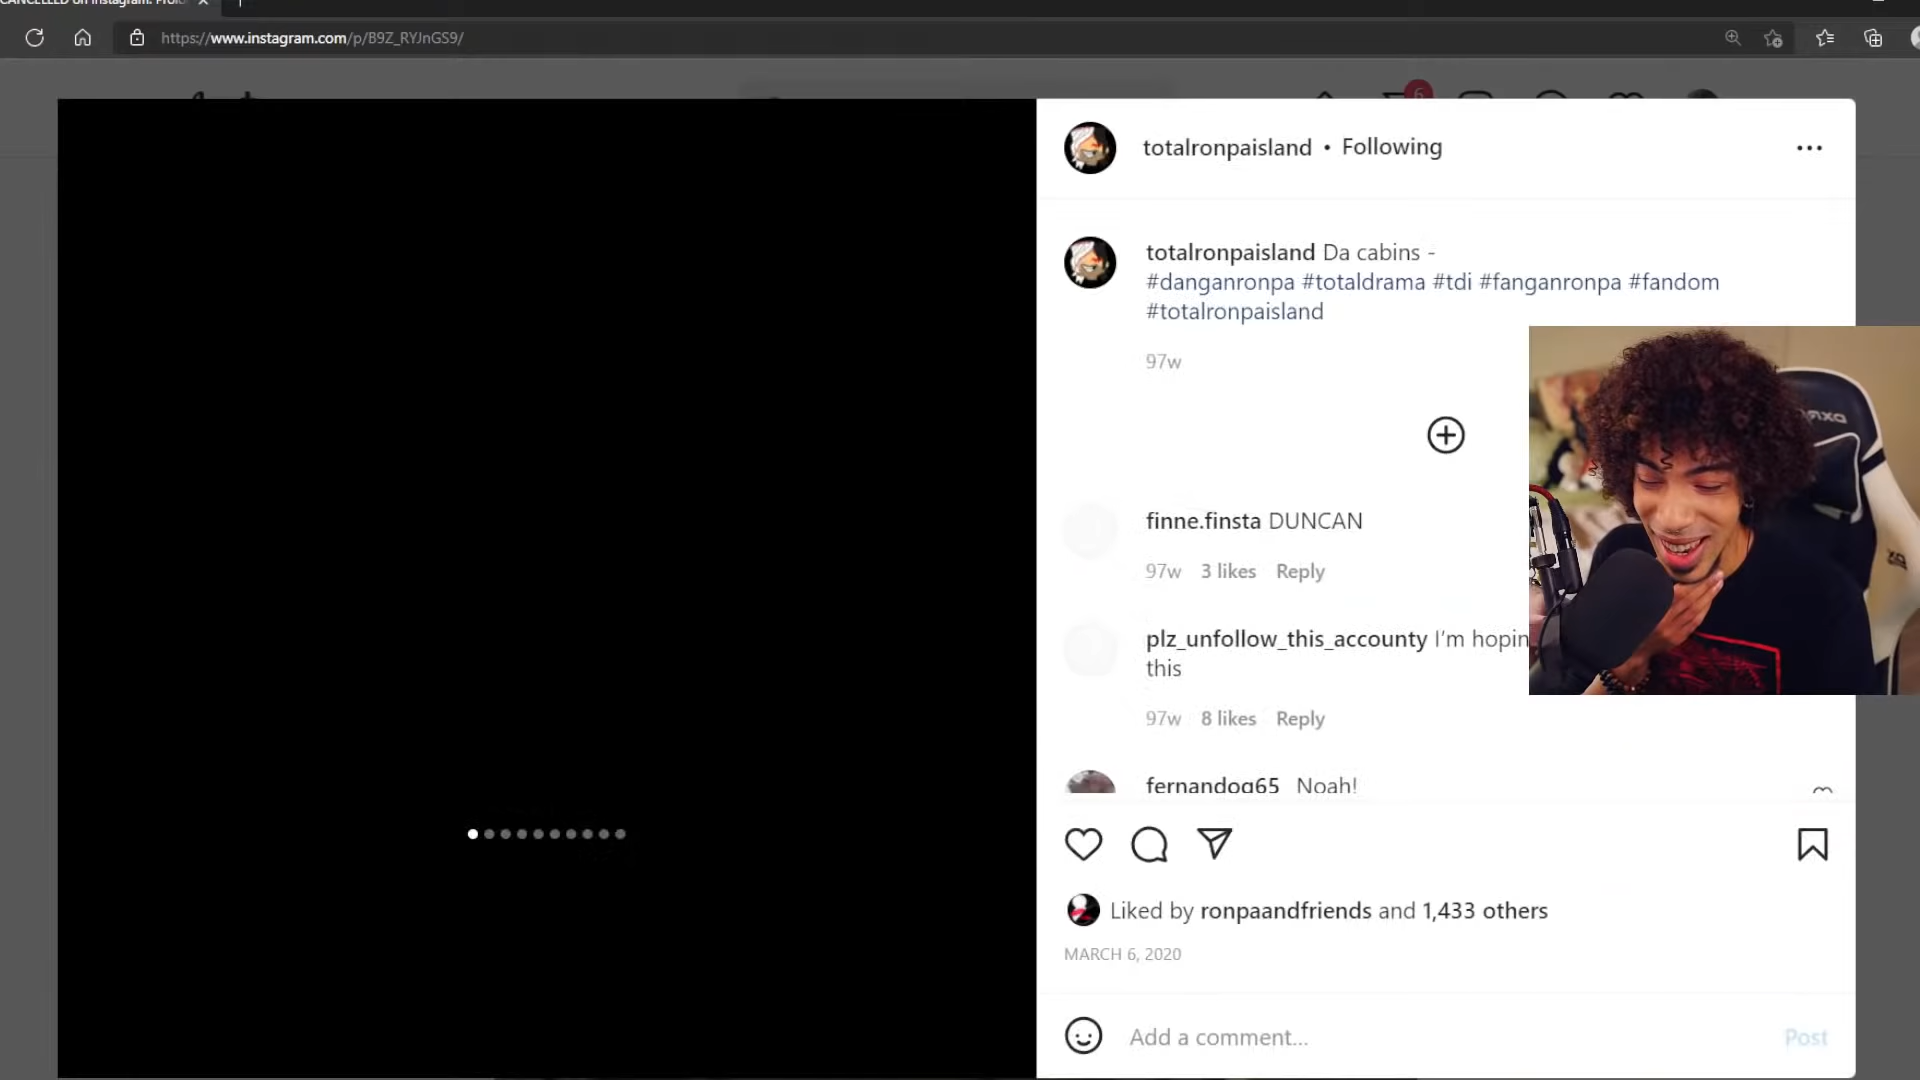 https://www.instagram.com/p/B9Z_RYJnGS9/
6
totalronpaisland • Following
totalronpaisland Da cabins -
#danganronpa #totaldrama #tdi #fanganronpa #fandom
#totalronpaisland
97w
finne.finsta DUNCAN
97w 3 likes Reply
plz_unfollow_this_accounty I'm hopin
this
97w 8 likes Reply
fernandog65 Noah!
Liked by ronpaandfriends and 1,433 others
MARCH 6, 2020
Add a comment...
Post